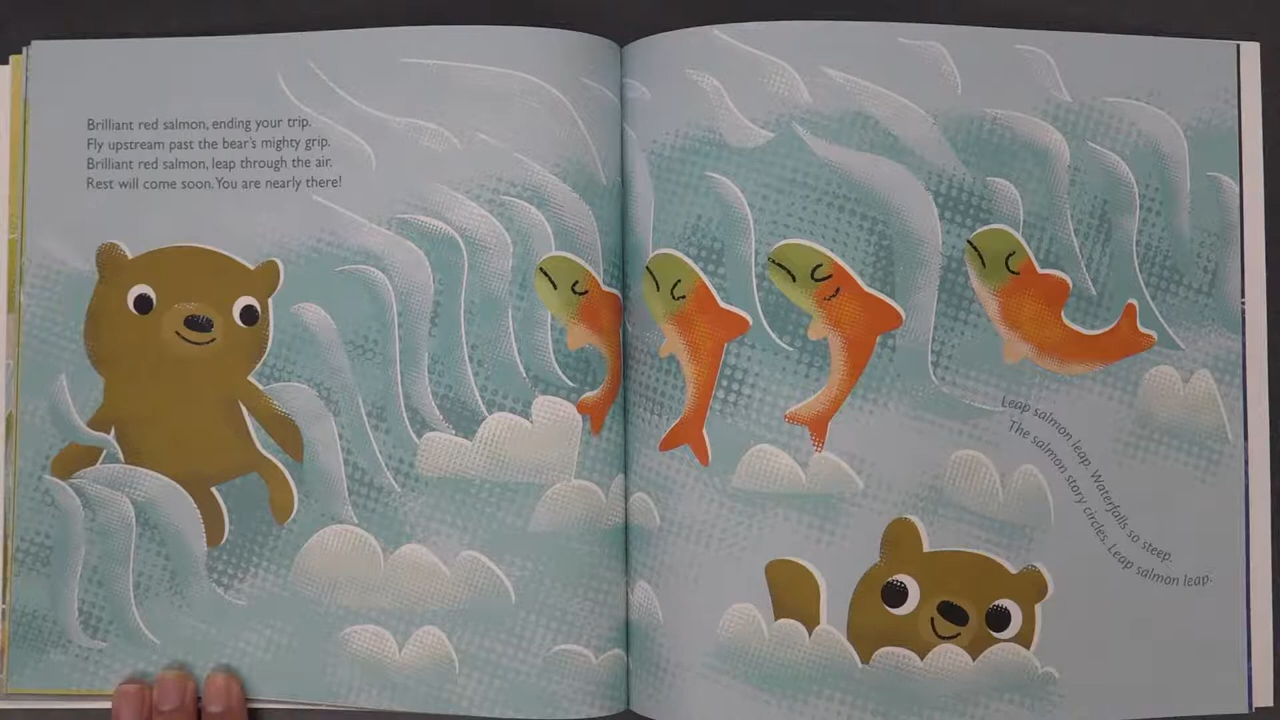 Brilliant red salmon, ending your trip.
Fly upstream past the bear's mighty grip.
Brilliant red salmon, leap through the air.
Rest will come soon. You are nearly there!
Leap salmon leap. Waterfalls so steep.
The salmon story circles. Leap salmon leap.